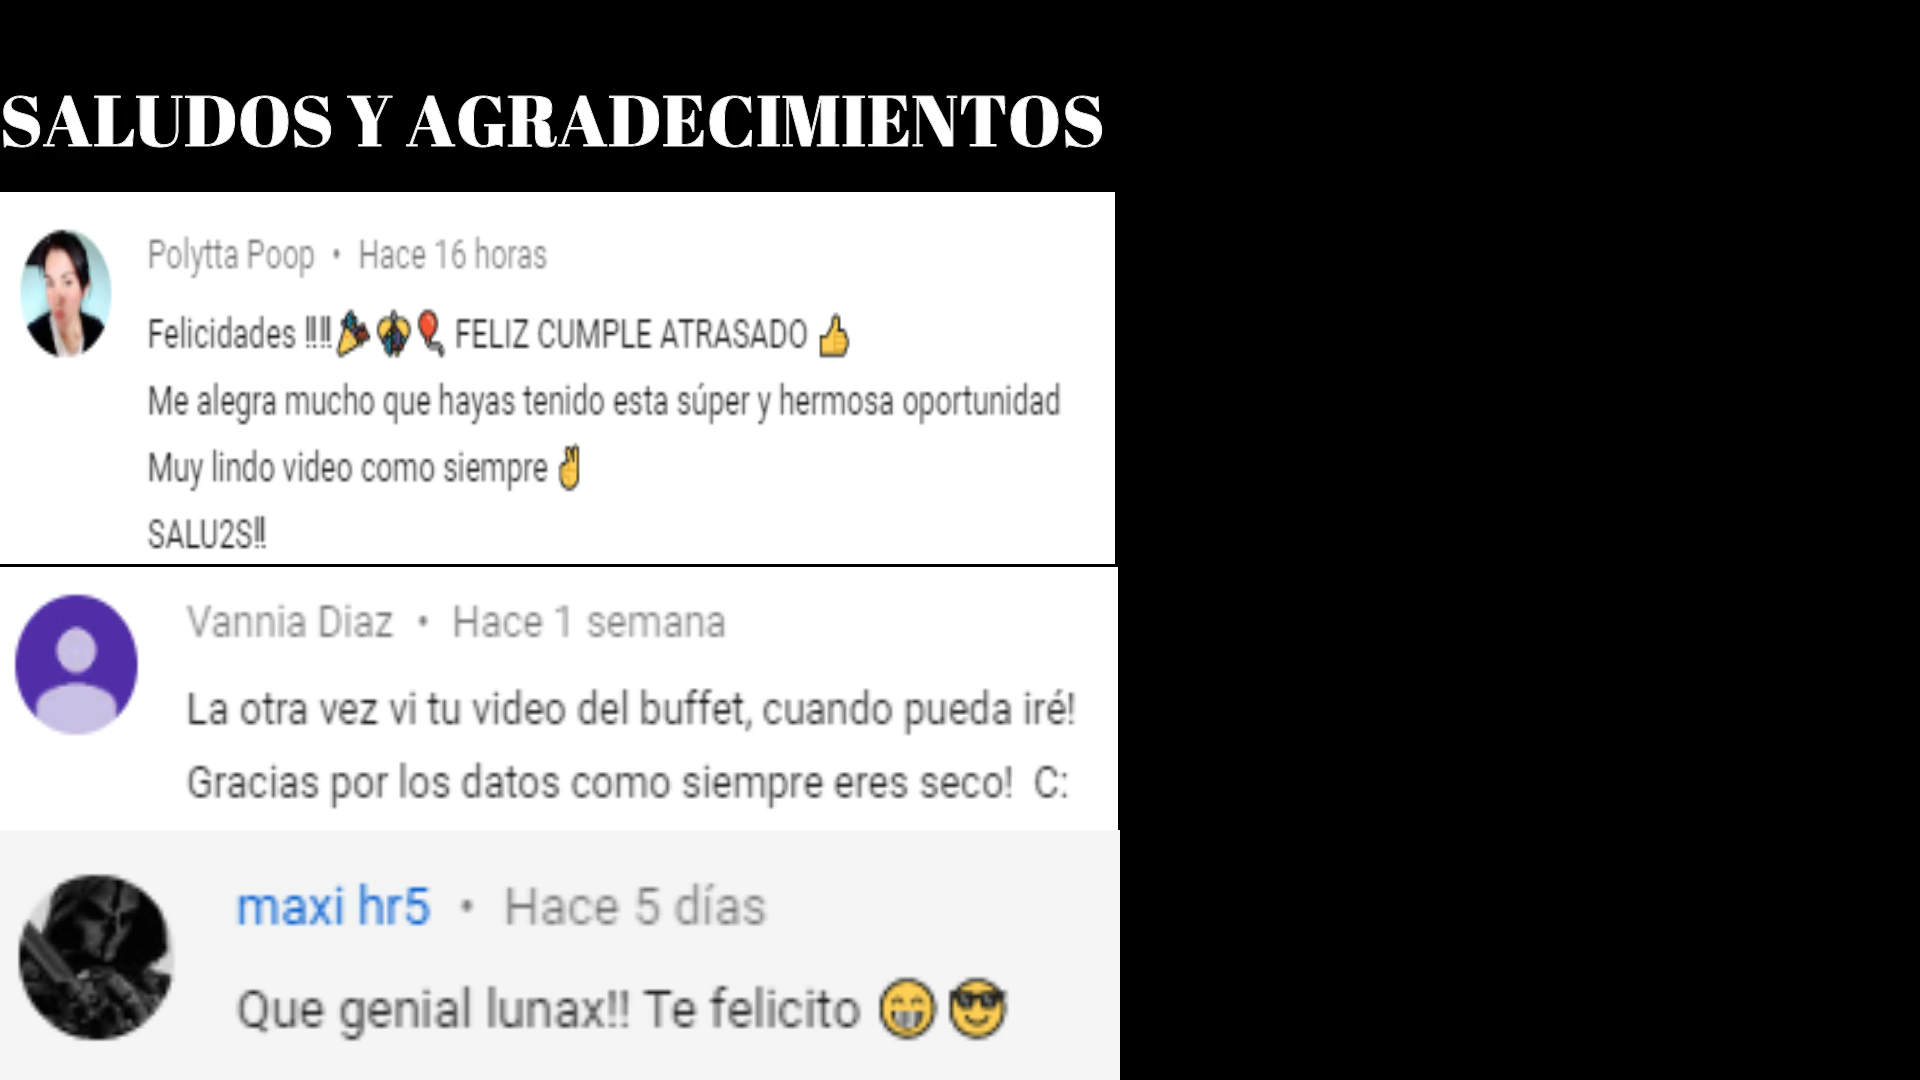 SALUDOS Y AGRADECIMIENTOS
Polytta Poop • Hace 16 horas
Felicidades !!!!🎉🎊🎈 FELIZ CUMPLE ATRASADO 👍
Me alegra mucho que hayas tenido esta súper y hermosa oportunidad
Muy lindo video como siempre ✌
SALU2S!!
Vannia Diaz • Hace 1 semana
La otra vez vi tu video del buffet, cuando pueda iré!
Gracias por los datos como siempre eres seco! C:
maxi hr5 • Hace 5 días
Que genial lunax!! Te felicito 😁😎